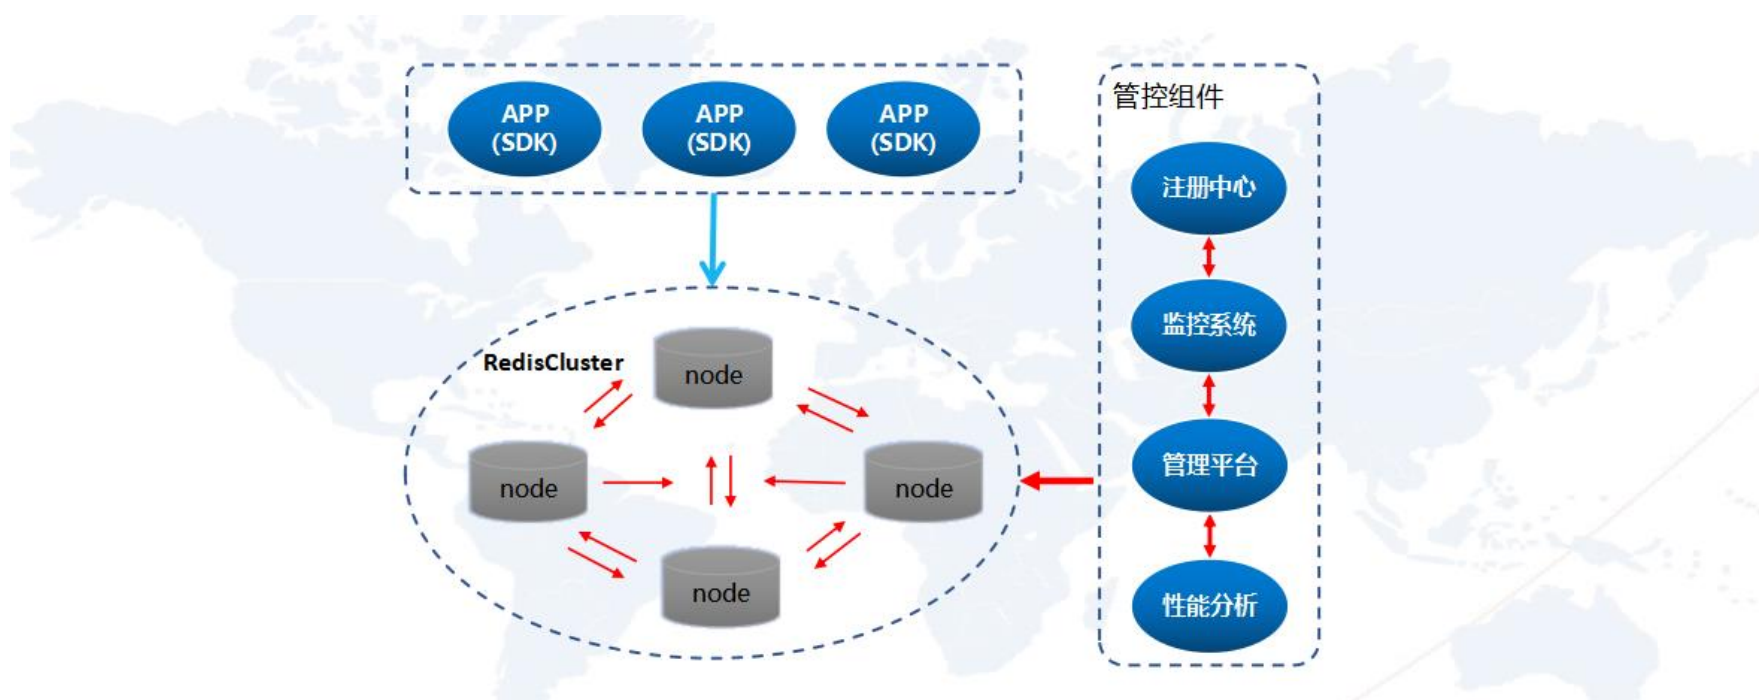 APP
(SDK)
APP
(SDK)
APP
(SDK)
管控组件
注册中心
监控系统
管理平台
性能分析
RedisCluster
node
node
node
node